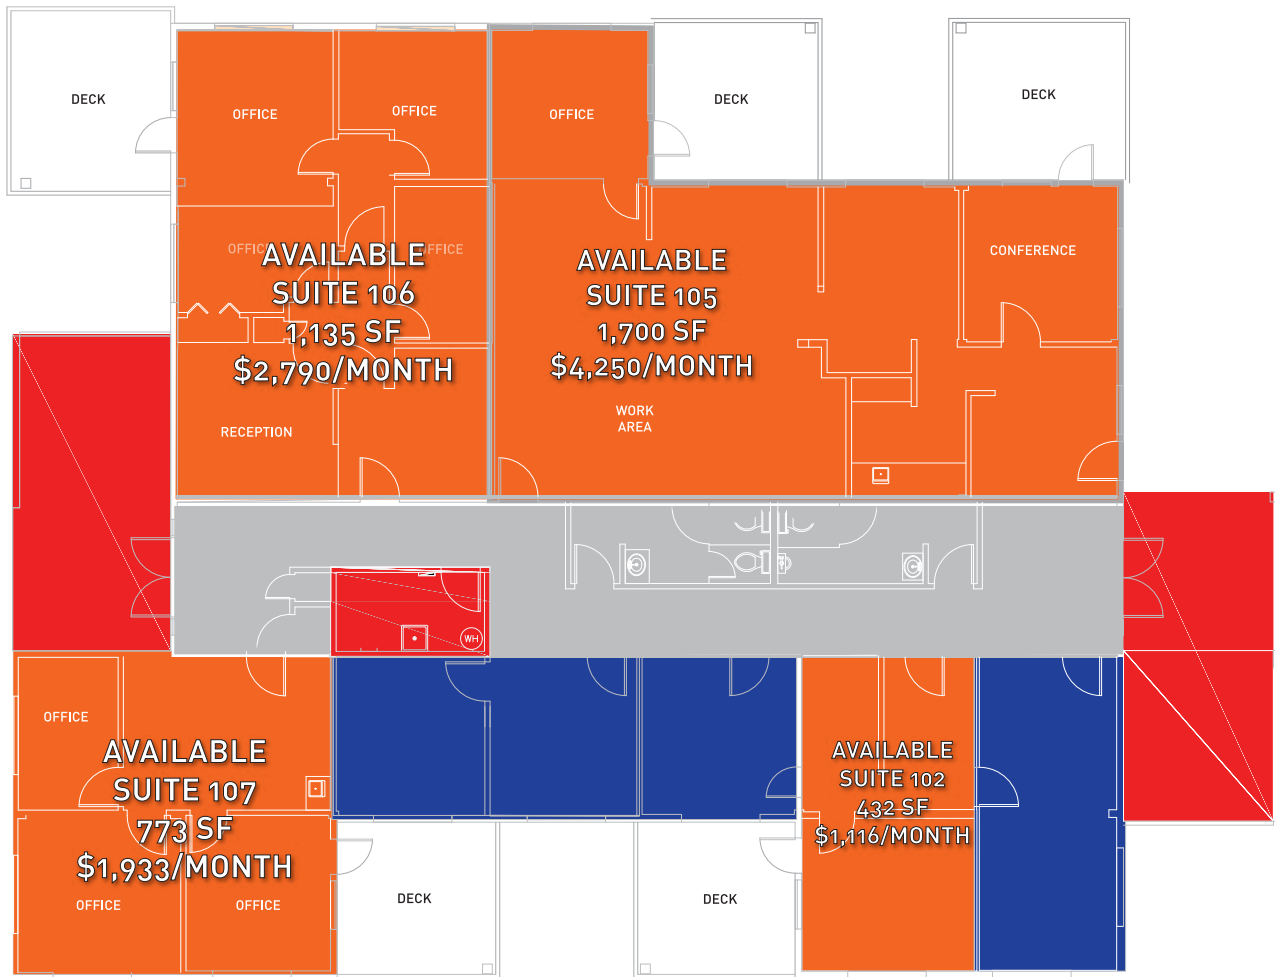 DECK
OFFICE
OFFICE
OFFICE
DECK
DECK
OFFICE
OFFICE
AVAILABLE
SUITE 106
1,135 SF
$2,790/MONTH
RECEPTION
AVAILABLE
SUITE 105
1,700 SF
$4,250/MONTH
WORK
AREA
CONFERENCE
WH
OFFICE
AVAILABLE
SUITE 107
773 SF
$1,933/MONTH
OFFICE
OFFICE
DECK
DECK
AVAILABLE
SUITE 102
432 SF
$1,116/MONTH